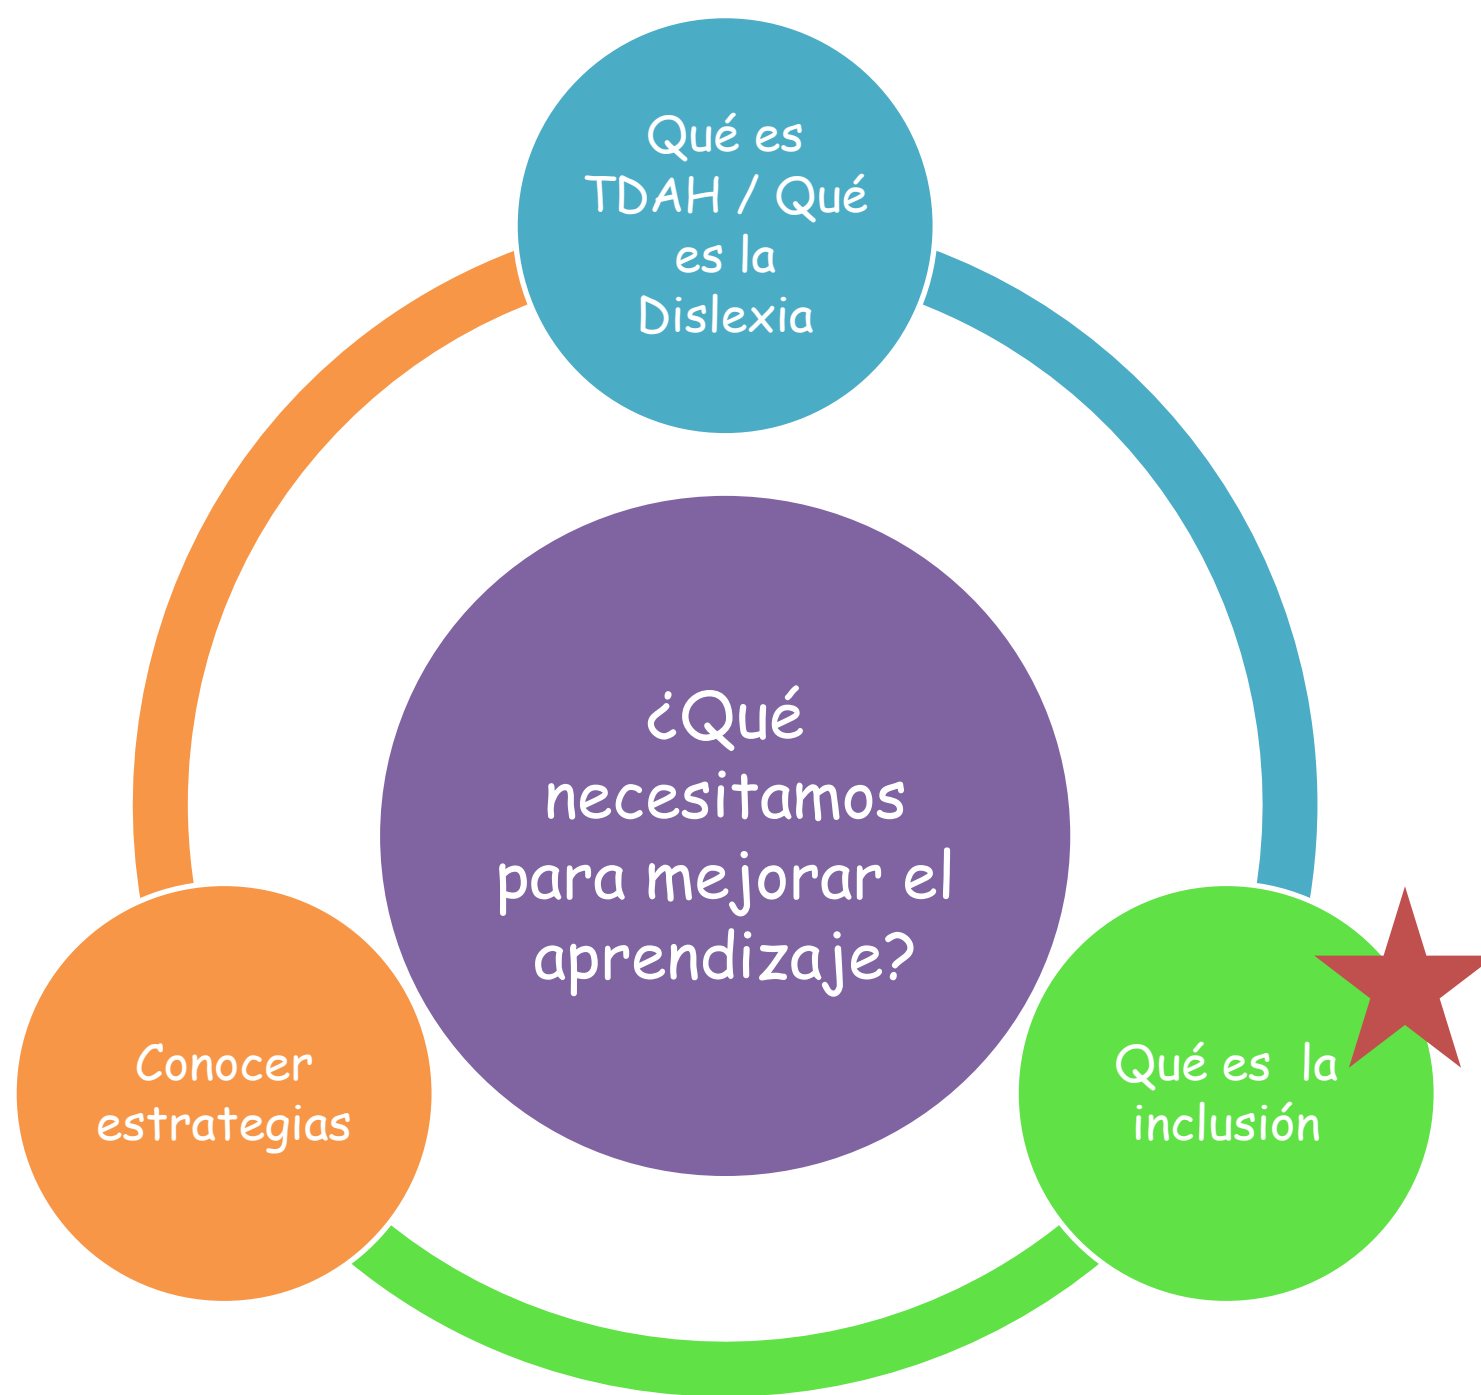 Qué es
TDAH / Qué
es la
Dislexia
¿Qué
necesitamos
para mejorar el
aprendizaje?
Conocer
estrategias
Qué es  la
inclusión